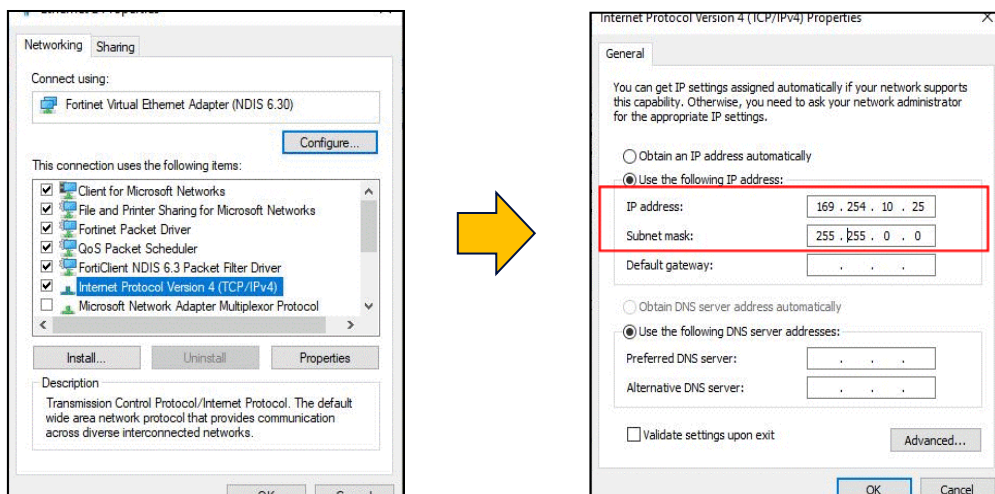 Networking Sharing
Connect using:
Fortinet Virtual Ethernet Adapter (NDIS 6.30)
Configure...
This connection uses the following items:
Client for Microsoft Networks
File and Printer Sharing for Microsoft Networks
Fortinet Packet Driver
QoS Packet Scheduler
FortiClient NDIS 6.3 Packet Filter Driver
Internet Protocol Version 4 (TCP/IPv4)
Microsoft Network Adapter Multiplexor Protocol
Install... Uninstall Properties
Description
Transmission Control Protocol/Internet Protocol. The default
wide area network protocol that provides communication
across diverse interconnected networks.
Internet Protocol Version 4 (TCP/IPv4) Properties
General
You can get IP settings assigned automatically if your network supports
this capability. Otherwise, you need to ask your network administrator
for the appropriate IP settings.
Obtain an IP address automatically
Use the following IP address:
IP address: 169 . 254 . 10 . 25
Subnet mask: 255 . 255 . 0 . 0
Default gateway: . . .
Obtain DNS server address automatically
Use the following DNS server addresses:
Preferred DNS server: . . .
Alternative DNS server: . . .
Validate settings upon exit
Advanced...
OK Cancel